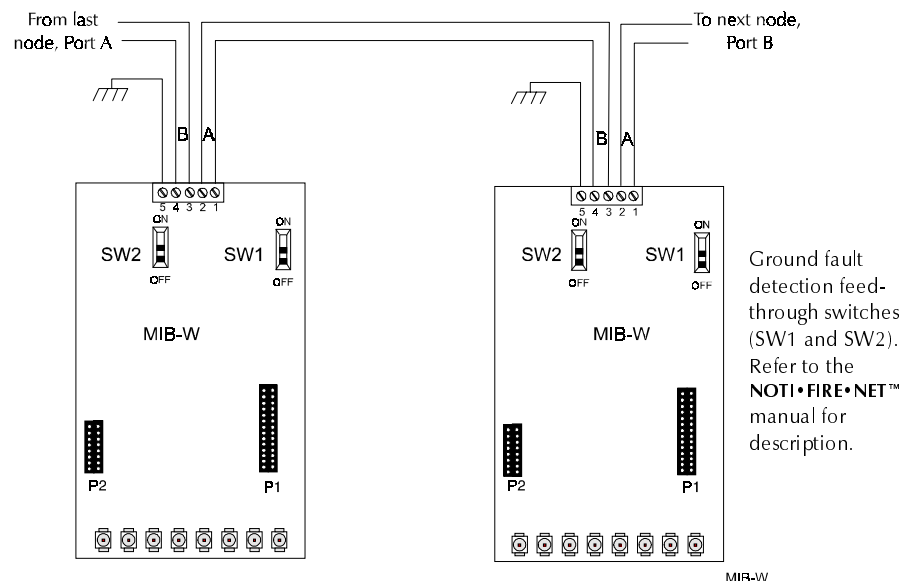 From last
node, Port A
To next node,
Port B
B A
B A
5 4 3 2 1
5 4 3 2 1
ON
ON
ON
ON
SW2
SW1
SW2
SW1
OFF
OFF
OFF
OFF
Ground fault
detection feed-
through switches
(SW1 and SW2).
Refer to the
NOTI•FIRE•NET™
manual for
description.
MIB-W
MIB-W
P2
P1
P2
P1
MIB-W